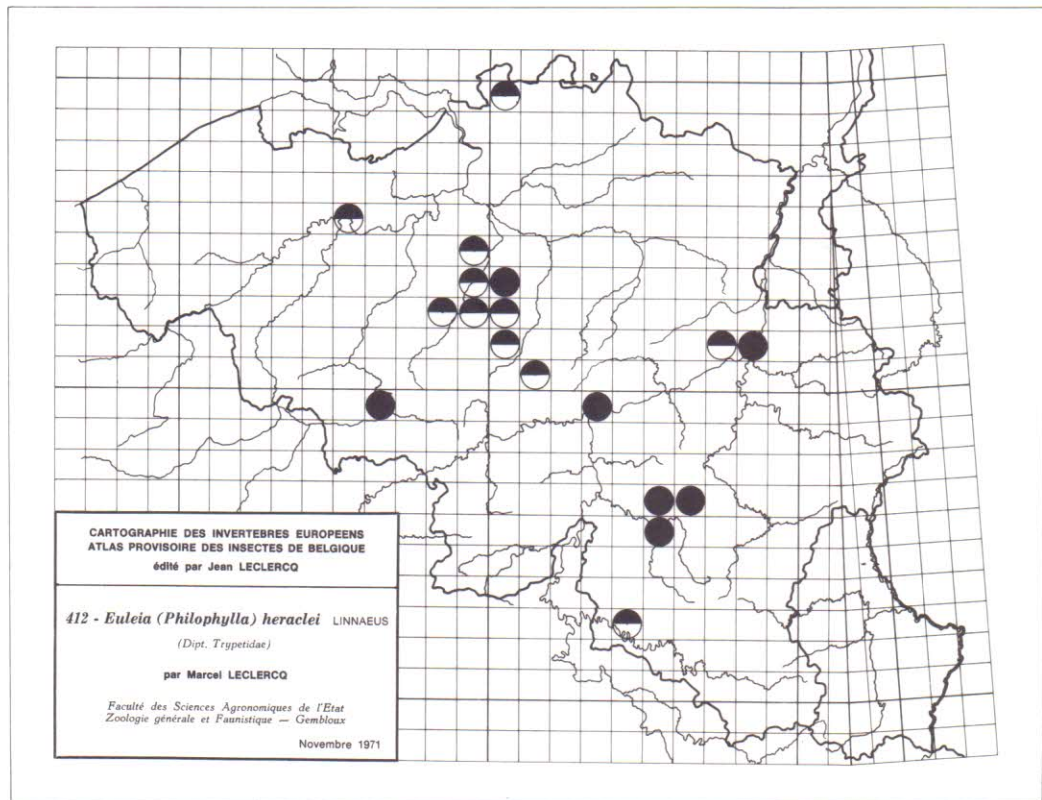 CARTOGRAPHIE DES INVERTEBRES EUROPEENS
ATLAS PROVISOIRE DES INSECTES DE BELGIQUE
édité par Jean LECLERCQ
412 - Euleia (Philophylla) heraclei LINNAEUS
(Dipt. Trypetidae)
par Marcel LECLERCQ
Faculté des Sciences Agronomiques de l'Etat
Zoologie générale et Faunistique — Gembloux
Novembre 1971